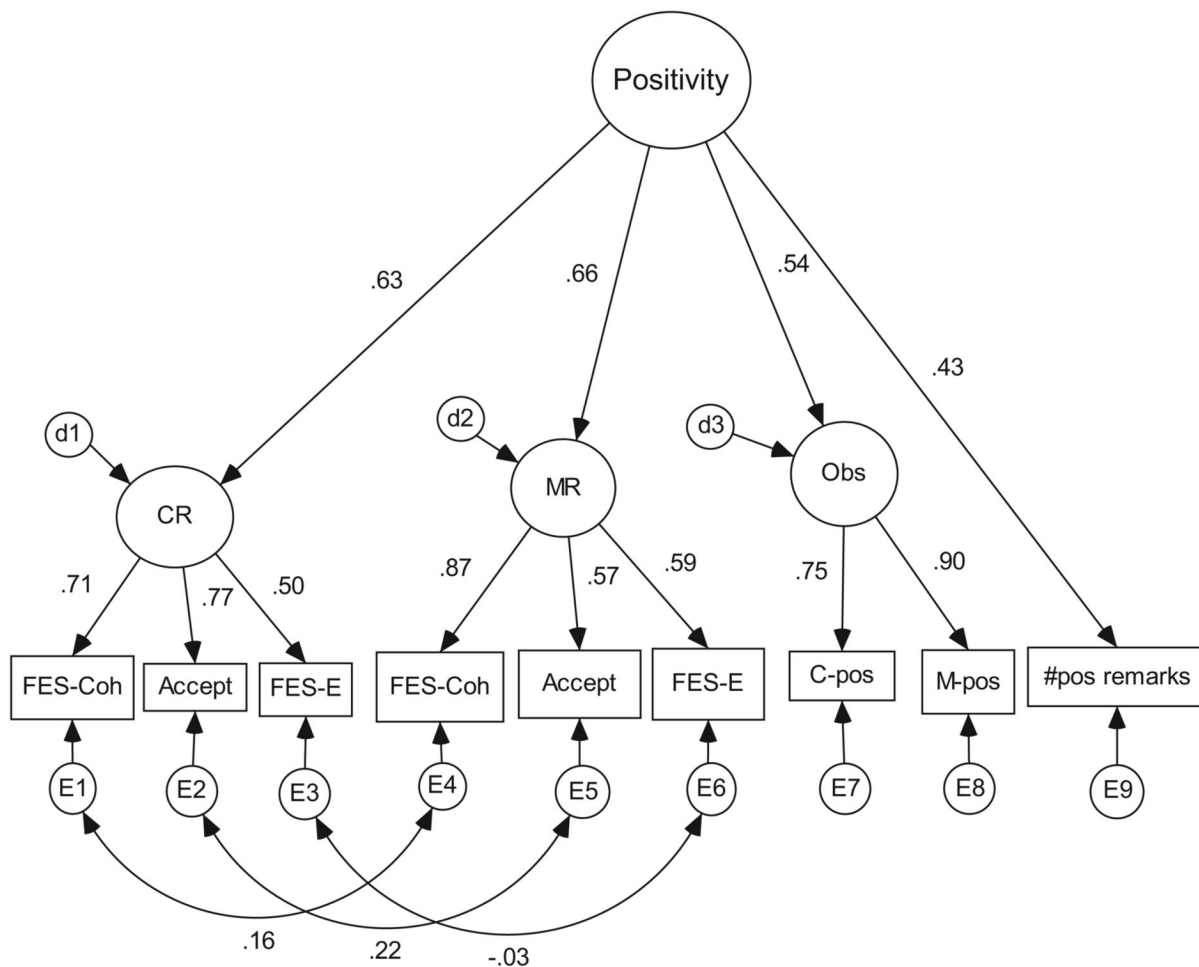 Positivity
.63
.66
.54
.43
d1
d2
d3
CR
MR
Obs
.71
.77
.50
.87
.57
.59
.75
.90
FES-Coh
Accept
FES-E
FES-Coh
Accept
FES-E
C-pos
M-pos
#pos remarks
E1
E2
E3
E4
E5
E6
E7
E8
E9
.16
.22
-.03